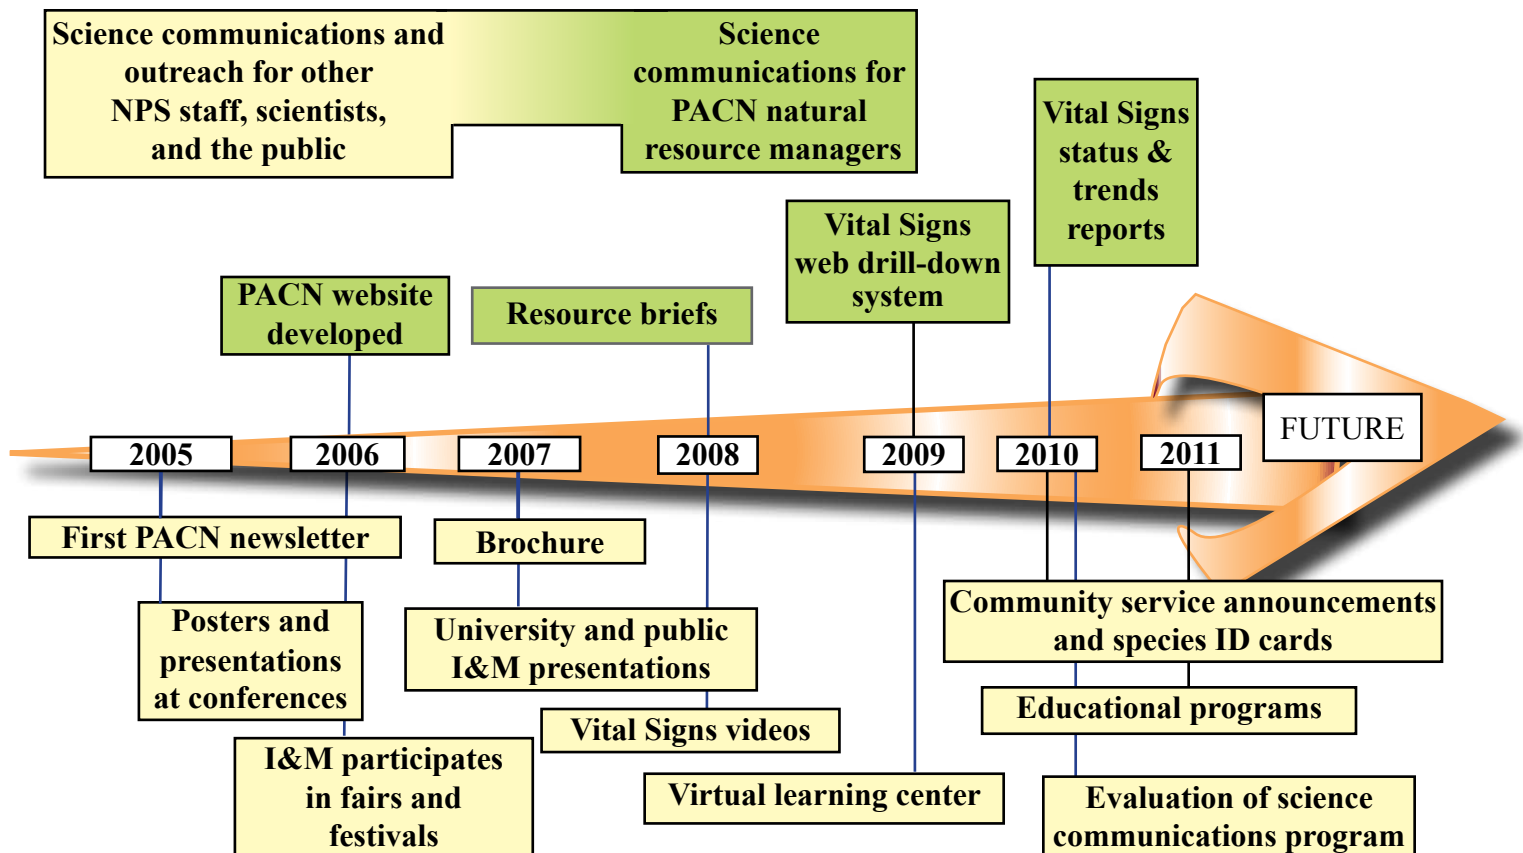 Science communications and
outreach for other
NPS staff, scientists,
and the public
Science
communications for
PACN natural
resource managers
Vital Signs
status &
trends
reports
Vital Signs
web drill-down
system
PACN website
developed
Resource briefs
2005
2006
2007
2008
2009
2010
2011
FUTURE
First PACN newsletter
Brochure
Posters and
presentations
at conferences
University and public
I&M presentations
Community service announcements
and species ID cards
Vital Signs videos
Educational programs
I&M participates
in fairs and
festivals
Virtual learning center
Evaluation of science
communications program